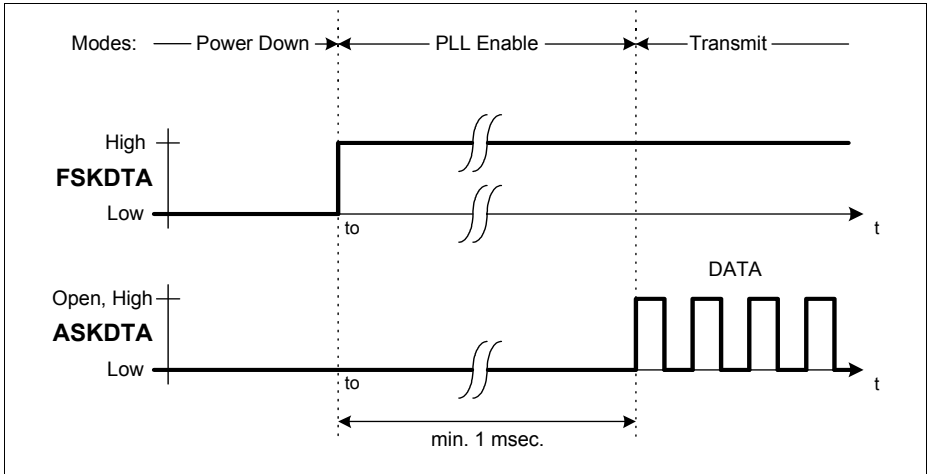 Modes: Power Down PLL Enable Transmit
High
FSKDTA
Low
to
t
DATA
Open, High
ASKDTA
Low
to
t
min. 1 msec.